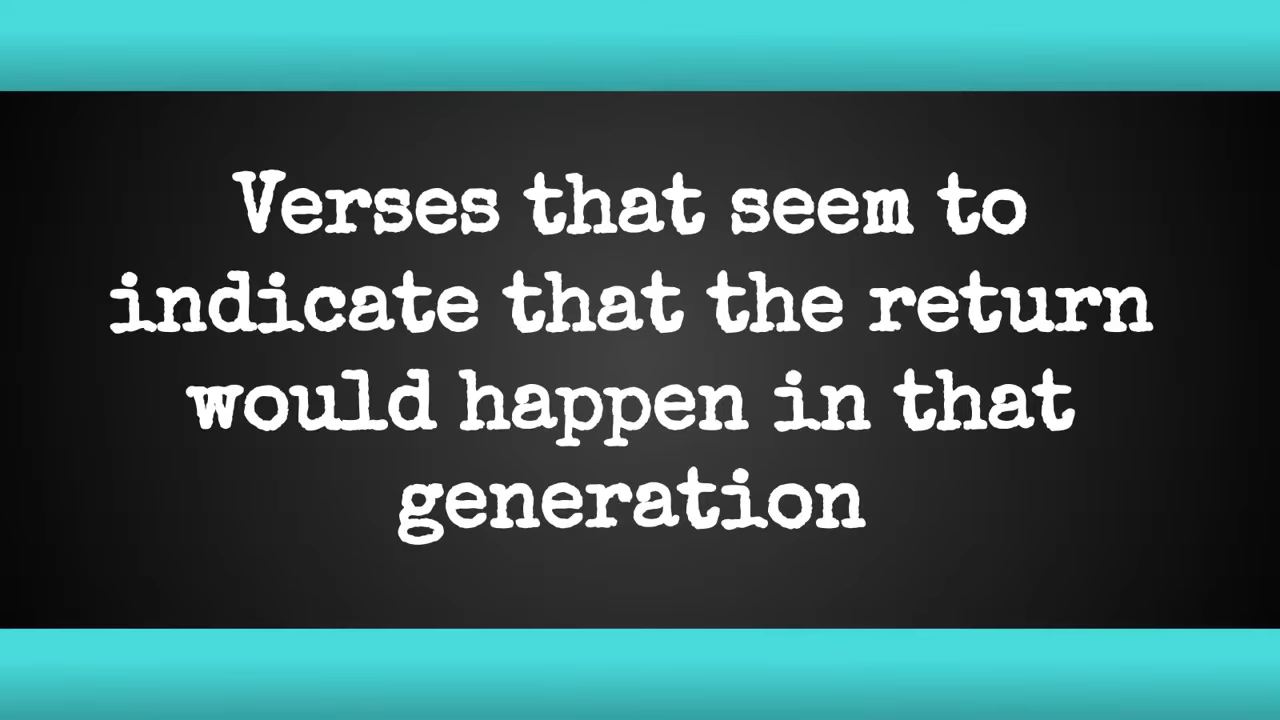 Verses that seem to
indicate that the return
would happen in that
generation